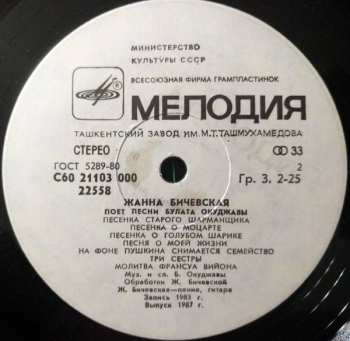 МИНИСТЕРСТВО
КУЛЬТУРЫ СССР
ВСЕСОЮЗНАЯ ФИРМА ГРАМПЛАСТИНОК
МЕЛОДИЯ
ТАШКЕНТСКИЙ ЗАВОД ИМ.М.Т.ТАШМУХАМЕДОВА
СТЕРЕО 33
ГОСТ 5289-80 2
С60 21103 000 Гр. 3. 2-25
22558
ЖАННА БИЧЕВСКАЯ
ПОЕТ ПЕСНИ БУЛАТА ОКУДЖАВЫ
ПЕСЕНКА СТАРОГО ШАРМАНЩИКА
ПЕСЕНКА О МОЦАРТЕ
ПЕСЕНКА О ГОЛУБОМ ШАРИКЕ
ПЕСНЯ О МОЕЙ ЖИЗНИ
НА ФОНЕ ПУШКИНА СНИМАЕТСЯ СЕМЕЙСТВО
ТРИ СЕСТРЫ
МОЛИТВА ФРАНСУА ВИЙОНА
Муз. и сл. Б. Окуджавы
Обработки Ж. Бичевской
Ж. Бичевская—пение, гитара
Запись 1983 г.
Выпуск 1987 г.